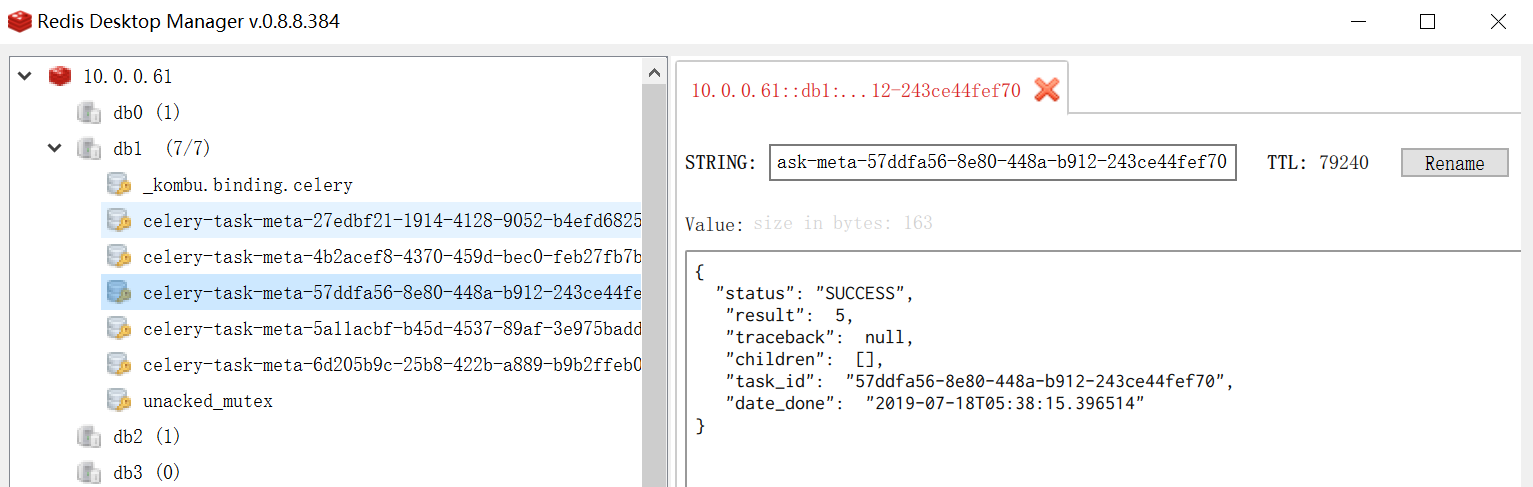 Redis Desktop Manager v.0.8.8.384
10.0.0.61
db0 (1)
db1 (7/7)
_kombu.binding.celery
celery-task-meta-27edbf21-1914-4128-9052-b4efd6825
celery-task-meta-4b2acef8-4370-459d-bec0-feb27fb7b
celery-task-meta-57ddfa56-8e80-448a-b912-243ce44fe
celery-task-meta-5a11acbf-b45d-4537-89af-3e975badd
celery-task-meta-6d205b9c-25b8-422b-a889-b9b2ffeb0
unacked_mutex
db2 (1)
db3 (0)
10.0.0.61::db1:...12-243ce44fef70
STRING: ask-meta-57ddfa56-8e80-448a-b912-243ce44fef70 TTL: 79240 Rename
Value: size in bytes: 163
{
"status": "SUCCESS",
"result": 5,
"traceback": null,
"children": [],
"task_id": "57ddfa56-8e80-448a-b912-243ce44fef70",
"date_done": "2019-07-18T05:38:15.396514"
}